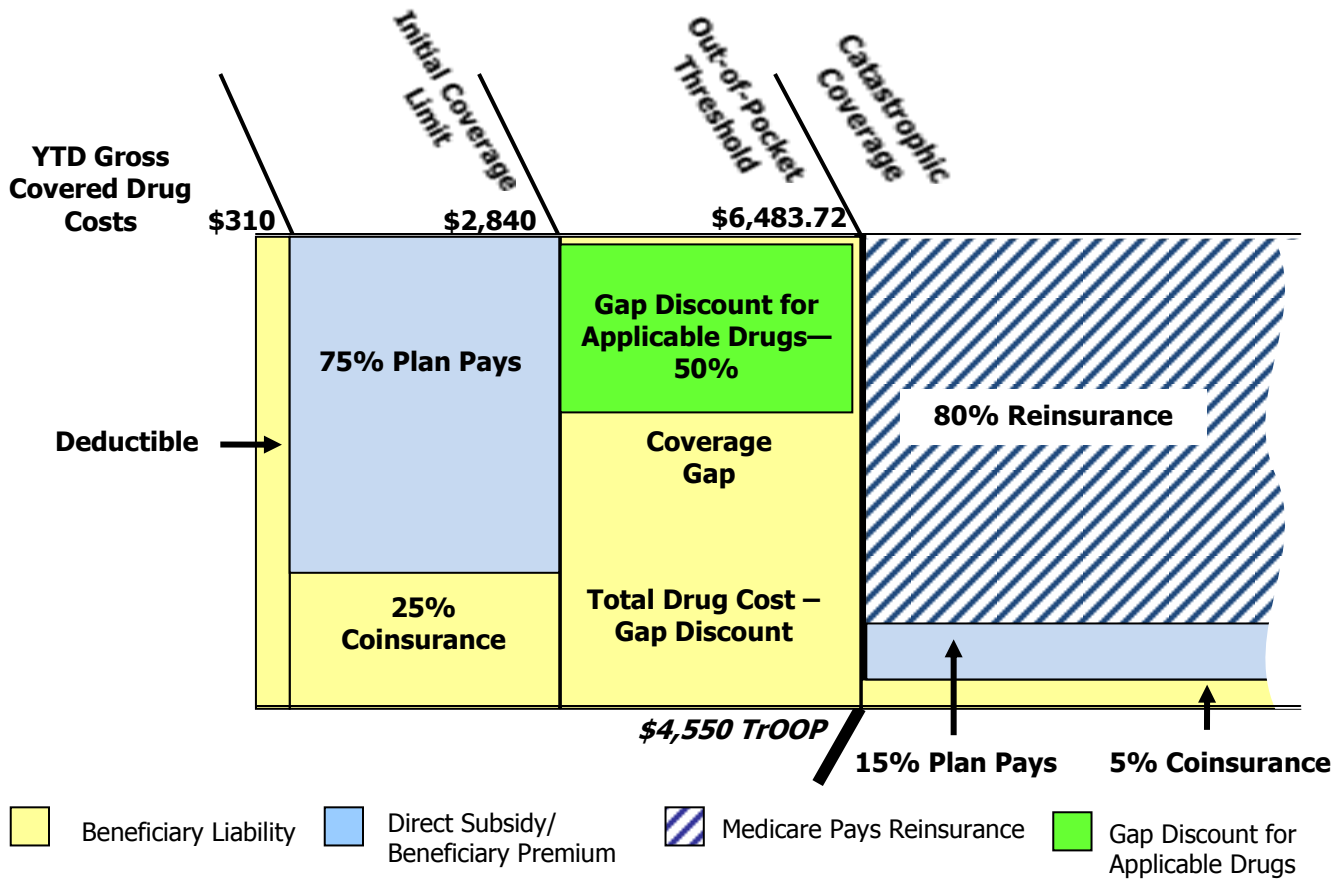 Initial Coverage
Limit
Out-of-Pocket
Threshold
Catastrophic
Coverage
YTD Gross
Covered Drug
Costs
$310
$2,840
$6,483.72
75% Plan Pays
Gap Discount for
Applicable Drugs—
50%
80% Reinsurance
Deductible
Coverage
Gap
25%
Coinsurance
Total Drug Cost –
Gap Discount
$4,550 TrOOP
15% Plan Pays
5% Coinsurance
Beneficiary Liability
Direct Subsidy/
Beneficiary Premium
Medicare Pays Reinsurance
Gap Discount for
Applicable Drugs